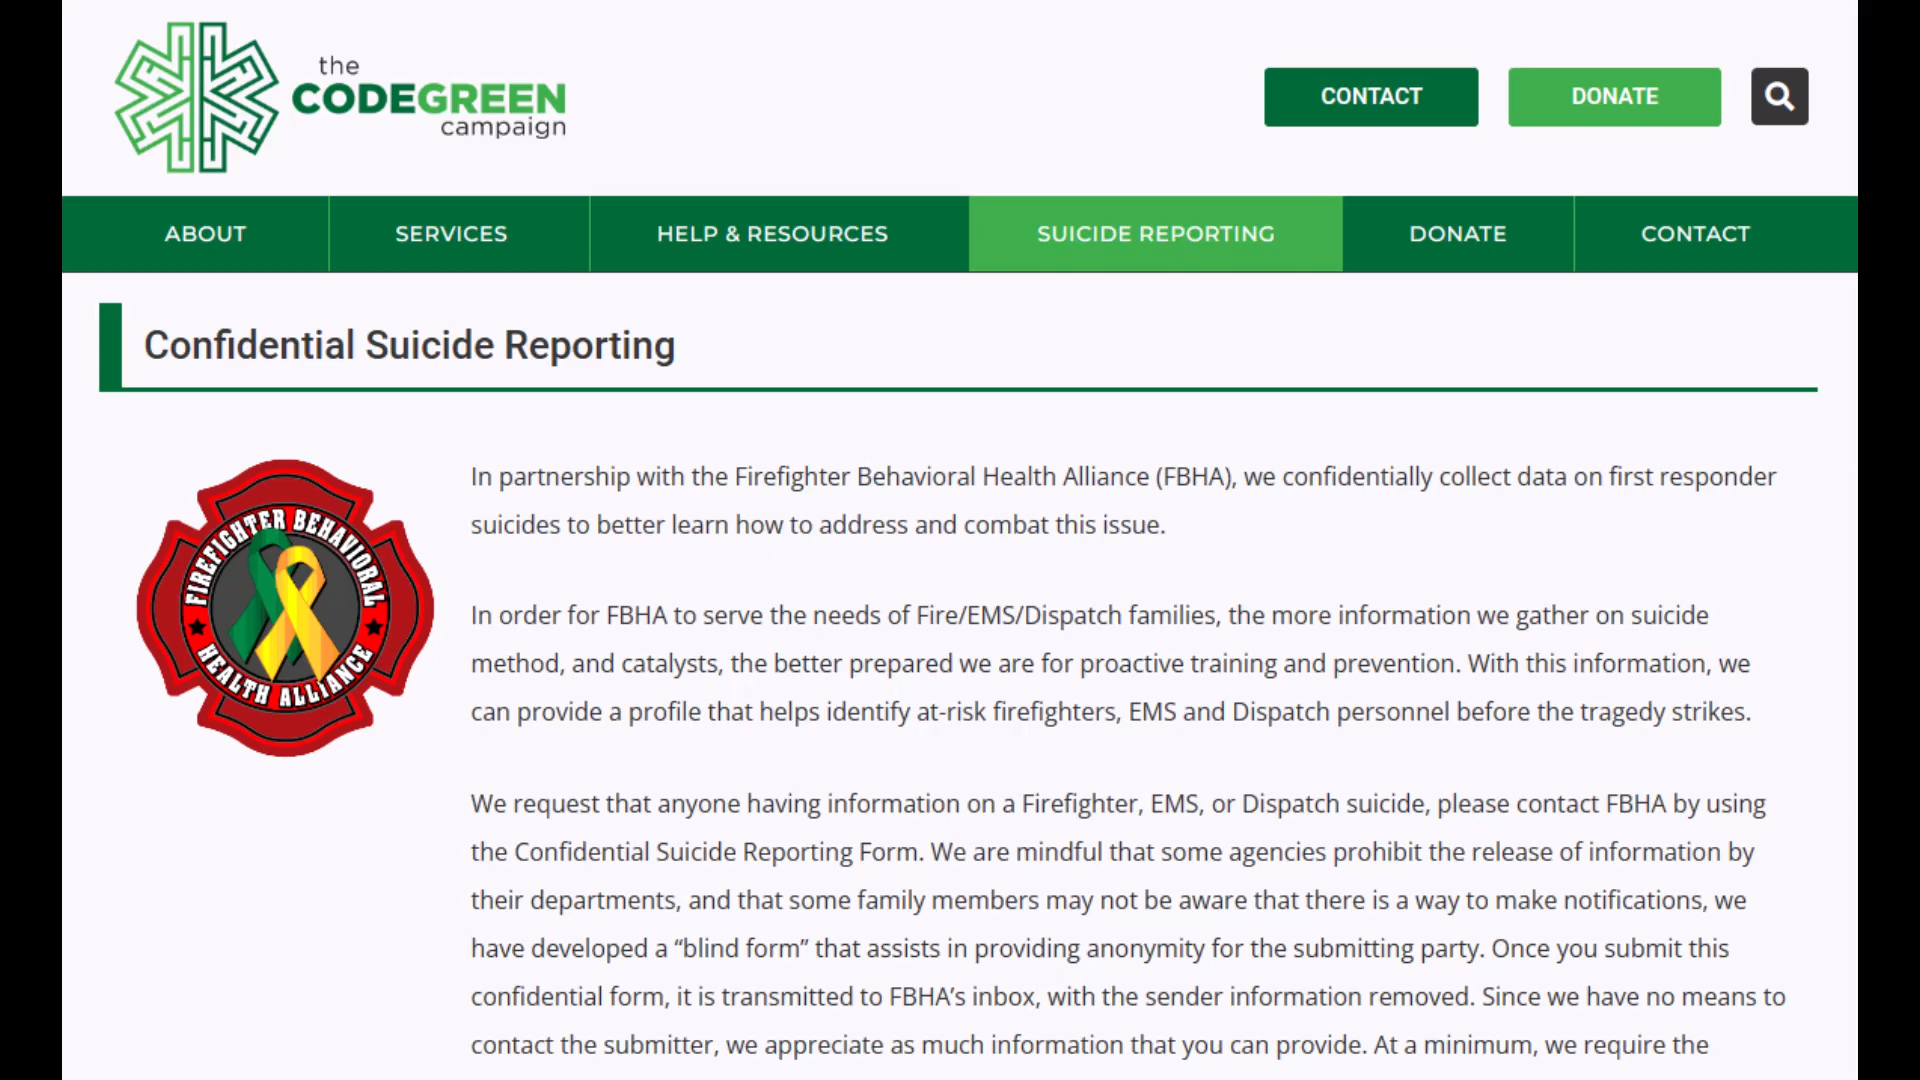 the
CODEGREEN
campaign
CONTACT
DONATE
ABOUT
SERVICES
HELP & RESOURCES
SUICIDE REPORTING
DONATE
CONTACT
Confidential Suicide Reporting
FIREFIGHTER BEHAVIORAL
HEALTH ALLIANCE
In partnership with the Firefighter Behavioral Health Alliance (FBHA), we confidentially collect data on first responder
suicides to better learn how to address and combat this issue.
In order for FBHA to serve the needs of Fire/EMS/Dispatch families, the more information we gather on suicide
method, and catalysts, the better prepared we are for proactive training and prevention. With this information, we
can provide a profile that helps identify at-risk firefighters, EMS and Dispatch personnel before the tragedy strikes.
We request that anyone having information on a Firefighter, EMS, or Dispatch suicide, please contact FBHA by using
the Confidential Suicide Reporting Form. We are mindful that some agencies prohibit the release of information by
their departments, and that some family members may not be aware that there is a way to make notifications, we
have developed a “blind form” that assists in providing anonymity for the submitting party. Once you submit this
confidential form, it is transmitted to FBHA’s inbox, with the sender information removed. Since we have no means to
contact the submitter, we appreciate as much information that you can provide. At a minimum, we require the